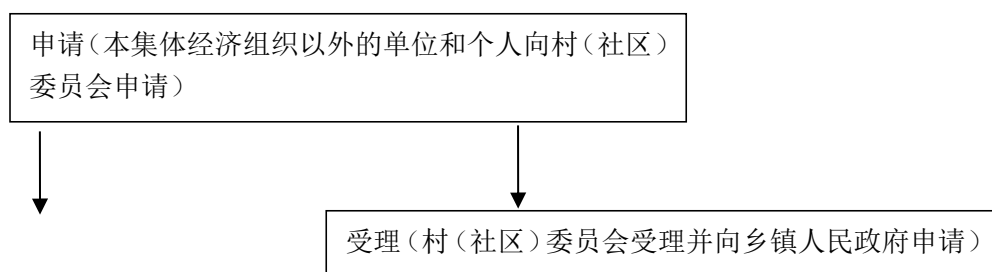 申请（本集体经济组织以外的单位和个人向村（社区）
委员会申请）
受理（村（社区）委员会受理并向乡镇人民政府申请）